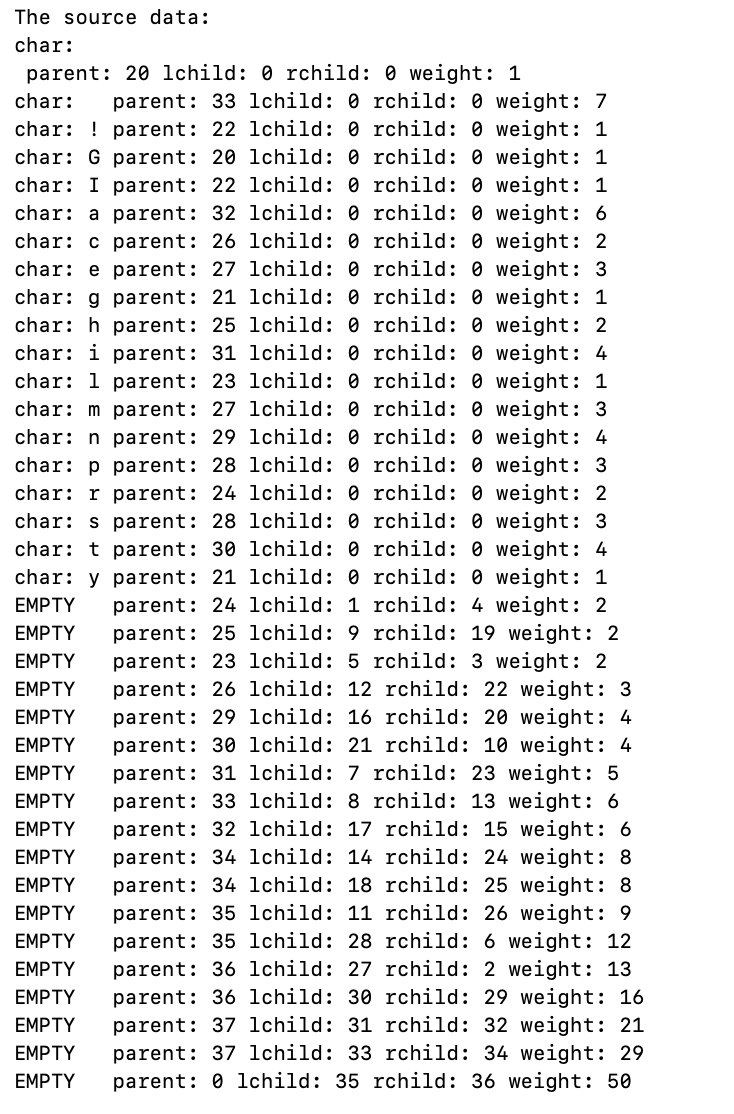 The source data:
char:
 parent: 20 lchild: 0 rchild: 0 weight: 1
char:   parent: 33 lchild: 0 rchild: 0 weight: 7
char: ! parent: 22 lchild: 0 rchild: 0 weight: 1
char: G parent: 20 lchild: 0 rchild: 0 weight: 1
char: I parent: 22 lchild: 0 rchild: 0 weight: 1
char: a parent: 32 lchild: 0 rchild: 0 weight: 6
char: c parent: 26 lchild: 0 rchild: 0 weight: 2
char: e parent: 27 lchild: 0 rchild: 0 weight: 3
char: g parent: 21 lchild: 0 rchild: 0 weight: 1
char: h parent: 25 lchild: 0 rchild: 0 weight: 2
char: i parent: 31 lchild: 0 rchild: 0 weight: 4
char: l parent: 23 lchild: 0 rchild: 0 weight: 1
char: m parent: 27 lchild: 0 rchild: 0 weight: 3
char: n parent: 29 lchild: 0 rchild: 0 weight: 4
char: p parent: 28 lchild: 0 rchild: 0 weight: 3
char: r parent: 24 lchild: 0 rchild: 0 weight: 2
char: s parent: 28 lchild: 0 rchild: 0 weight: 3
char: t parent: 30 lchild: 0 rchild: 0 weight: 4
char: y parent: 21 lchild: 0 rchild: 0 weight: 1
EMPTY   parent: 24 lchild: 1 rchild: 4 weight: 2
EMPTY   parent: 25 lchild: 9 rchild: 19 weight: 2
EMPTY   parent: 23 lchild: 5 rchild: 3 weight: 2
EMPTY   parent: 26 lchild: 12 rchild: 22 weight: 3
EMPTY   parent: 29 lchild: 16 rchild: 20 weight: 4
EMPTY   parent: 30 lchild: 21 rchild: 10 weight: 4
EMPTY   parent: 31 lchild: 7 rchild: 23 weight: 5
EMPTY   parent: 33 lchild: 8 rchild: 13 weight: 6
EMPTY   parent: 32 lchild: 17 rchild: 15 weight: 6
EMPTY   parent: 34 lchild: 14 rchild: 24 weight: 8
EMPTY   parent: 34 lchild: 18 rchild: 25 weight: 8
EMPTY   parent: 35 lchild: 11 rchild: 26 weight: 9
EMPTY   parent: 35 lchild: 28 rchild: 6 weight: 12
EMPTY   parent: 36 lchild: 27 rchild: 2 weight: 13
EMPTY   parent: 36 lchild: 30 rchild: 29 weight: 16
EMPTY   parent: 37 lchild: 31 rchild: 32 weight: 21
EMPTY   parent: 37 lchild: 33 rchild: 34 weight: 29
EMPTY   parent: 0 lchild: 35 rchild: 36 weight: 50